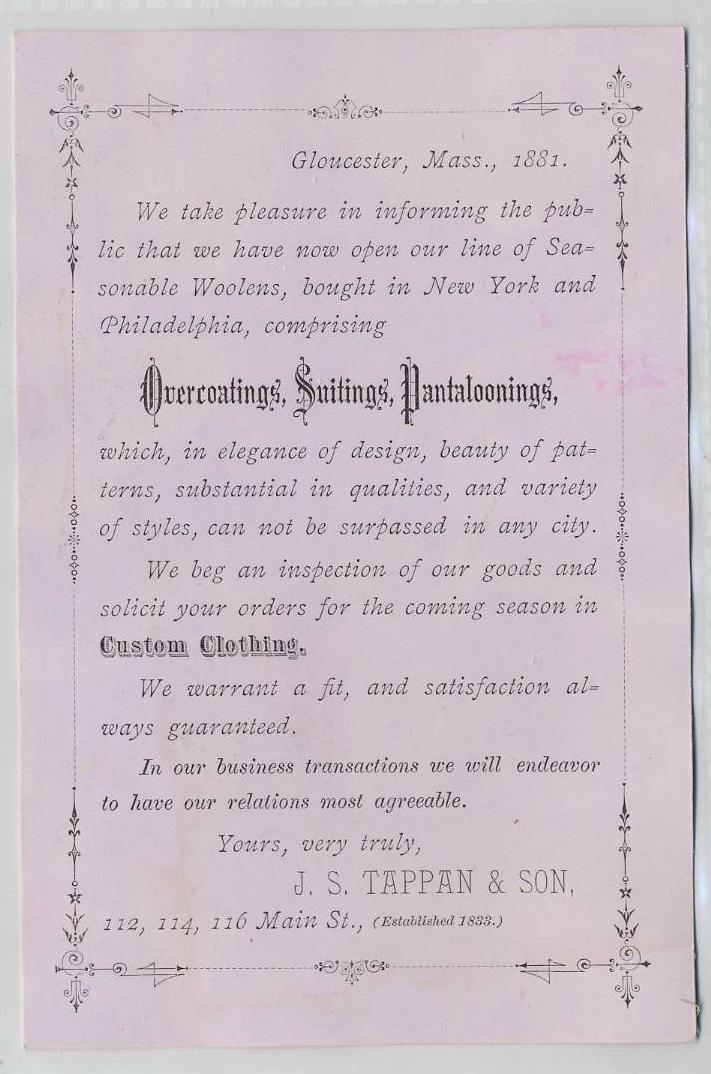 Gloucester, Mass., 1881.
We take pleasure in informing the pub=
lic that we have now open our line of Sea=
sonable Woolens, bought in New York and
Philadelphia, comprising
Overcoatings, Suitings, Pantaloonings,
which, in elegance of design, beauty of pat=
terns, substantial in qualities, and variety
of styles, can not be surpassed in any city.
We beg an inspection of our goods and
solicit your orders for the coming season in
Custom Clothing.
We warrant a fit, and satisfaction al=
ways guaranteed.
In our business transactions we will endeavor
to have our relations most agreeable.
Yours, very truly,
J. S. TAPPAN & SON,
112, 114, 116 Main St., (Established 1833.)